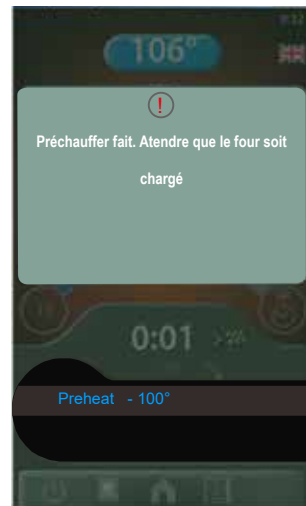 106°
!
Préchauffer fait. Atendre que le four soit
chargé
0:01
Preheat - 100°